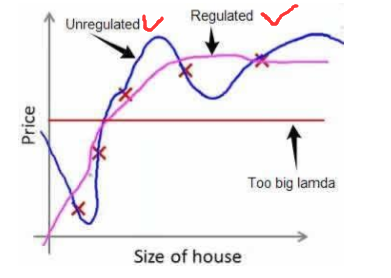 Unregulated
Regulated
Price
Too big lamda
Size of house